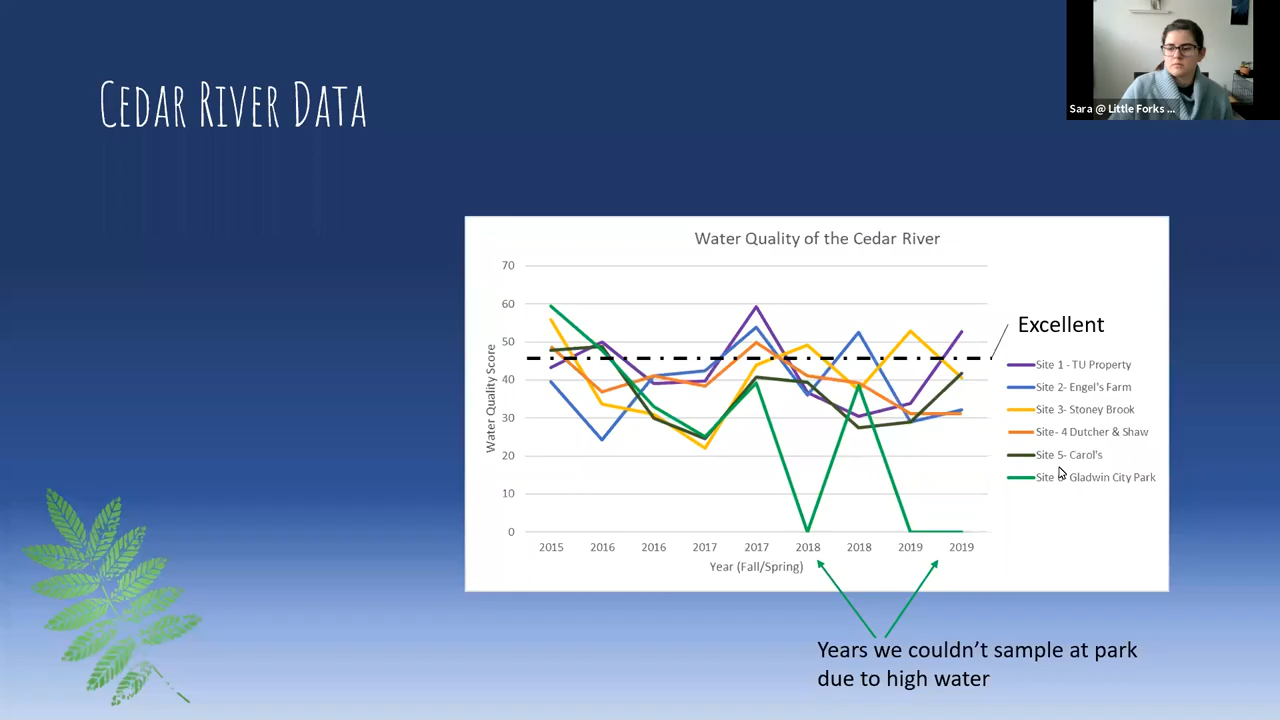 Cedar River Data
Sara @ Little Forks ...
Water Quality of the Cedar River
70
60
50
40
30
20
10
0
Water Quality Score
2015 2016 2016 2017 2017 2018 2018 2019 2019
Year (Fall/Spring)
Excellent
Site 1 - TU Property
Site 2- Engel's Farm
Site 3- Stoney Brook
Site- 4 Dutcher & Shaw
Site 5- Carol's
Site Gladwin City Park
Years we couldn't sample at park
due to high water